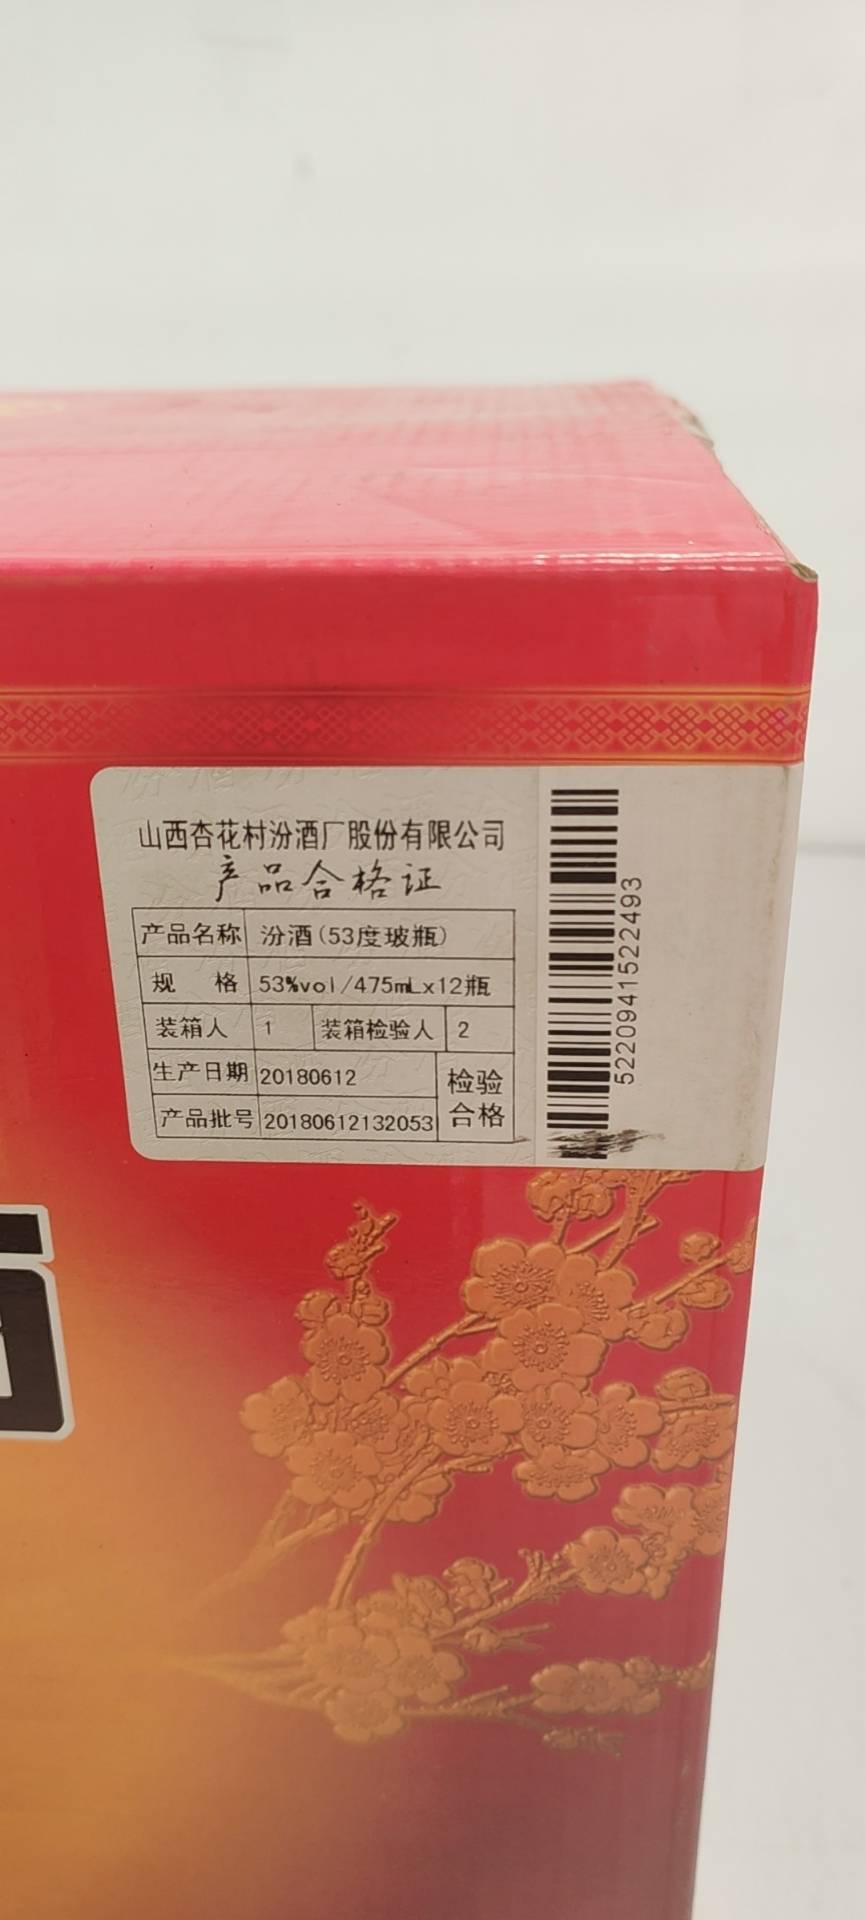 山西杏花村汾酒厂股份有限公司
产品合格证
产品名称 汾酒(53度玻瓶)
规 格 53%vol/475mLx12瓶
装箱人 1 装箱检验人 2
生产日期 20180612 检验
产品批号 20180612132053 合格
5220941522493